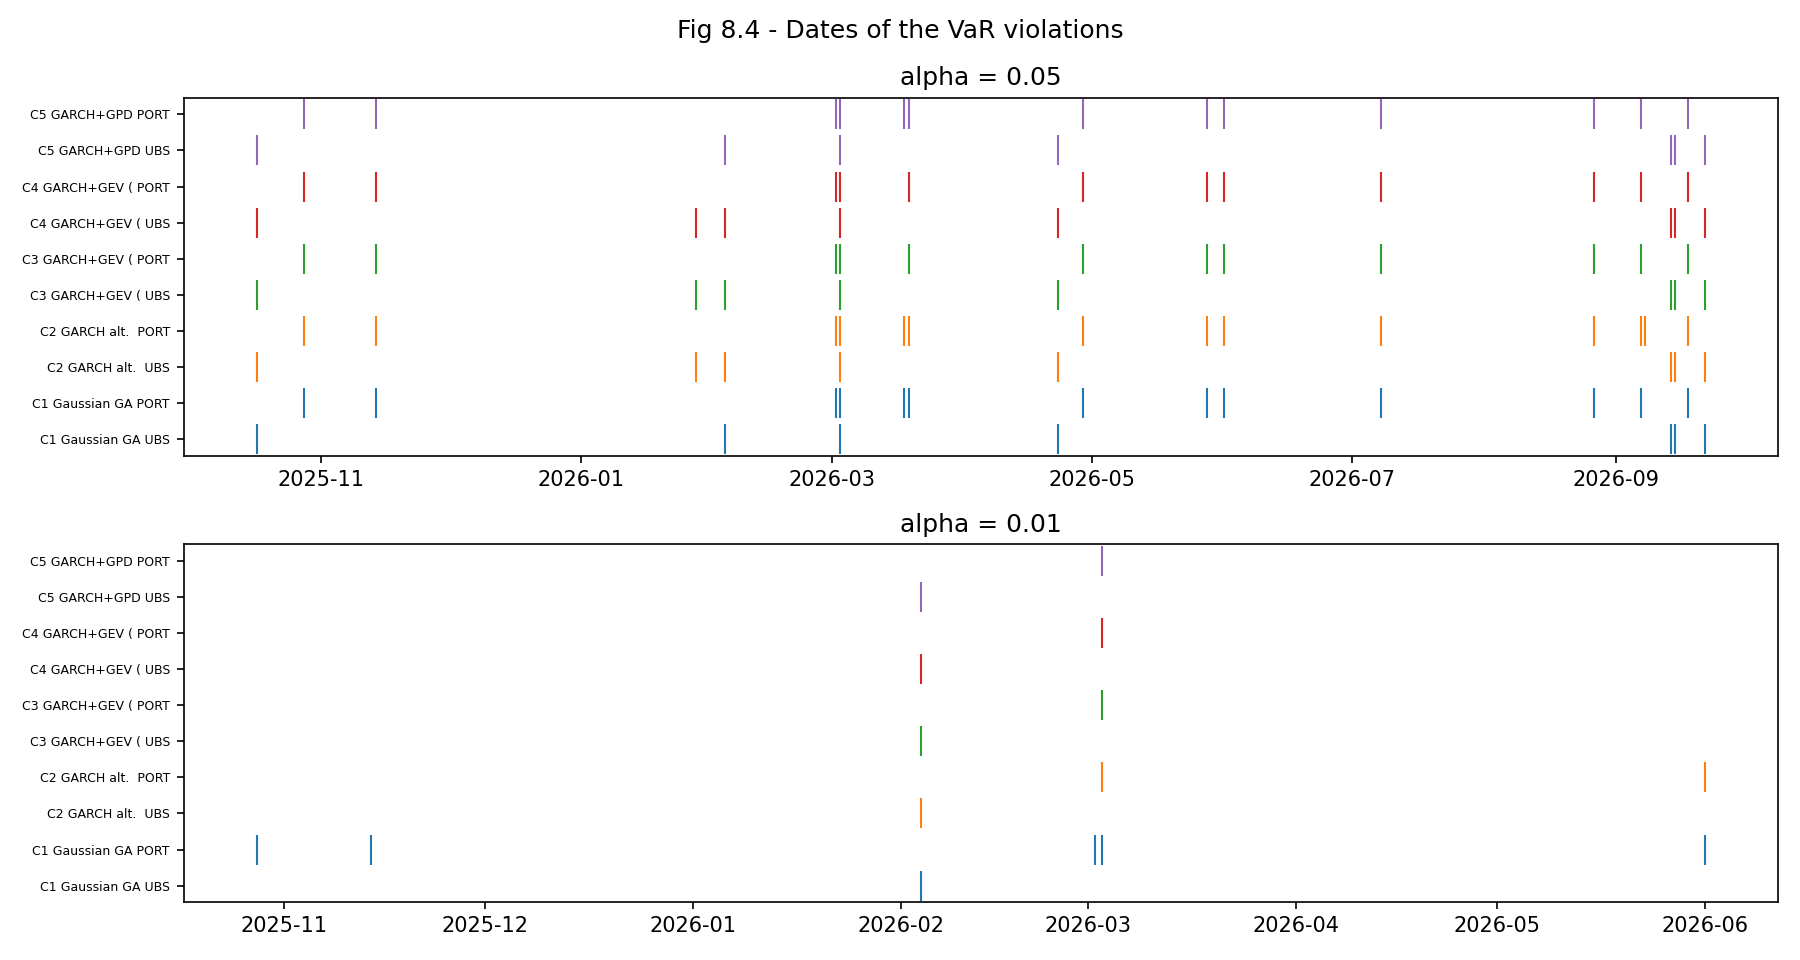 Fig 8.4 - Dates of the VaR violations
alpha = 0.05
C5 GARCH+GPD PORT
C5 GARCH+GPD UBS
C4 GARCH+GEV ( PORT
C4 GARCH+GEV ( UBS
C3 GARCH+GEV ( PORT
C3 GARCH+GEV ( UBS
C2 GARCH alt.  PORT
C2 GARCH alt.  UBS
C1 Gaussian GA PORT
C1 Gaussian GA UBS
2025-11 2026-01 2026-03 2026-05 2026-07 2026-09
alpha = 0.01
C5 GARCH+GPD PORT
C5 GARCH+GPD UBS
C4 GARCH+GEV ( PORT
C4 GARCH+GEV ( UBS
C3 GARCH+GEV ( PORT
C3 GARCH+GEV ( UBS
C2 GARCH alt.  PORT
C2 GARCH alt.  UBS
C1 Gaussian GA PORT
C1 Gaussian GA UBS
2025-11 2025-12 2026-01 2026-02 2026-03 2026-04 2026-05 2026-06